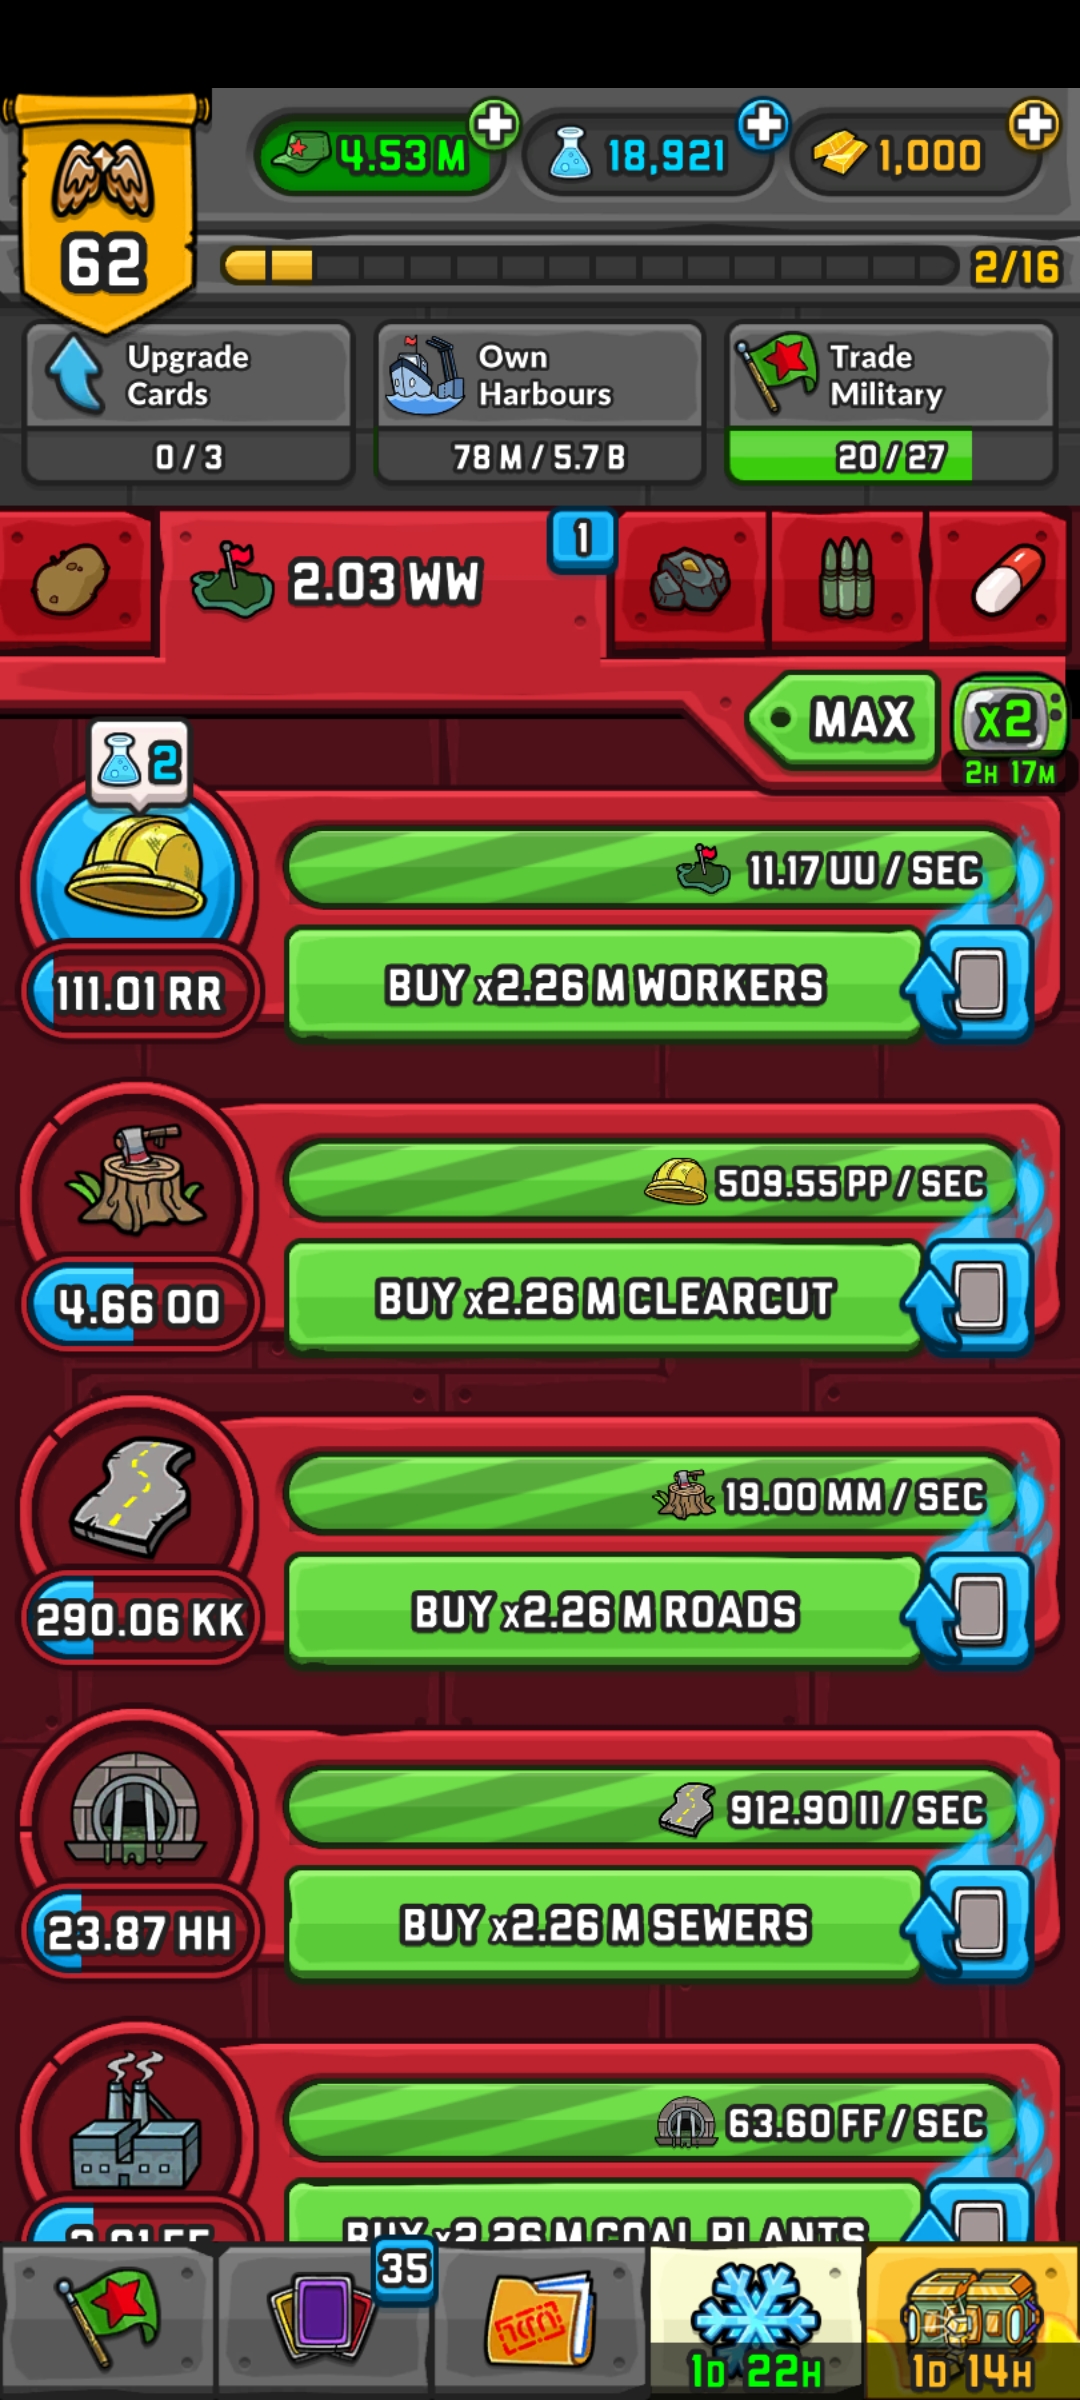 4.53 M
18,921
1,000
62
2/16
Upgrade
Cards
0 / 3
Own
Harbours
78 M / 5.7 B
Trade
Military
20 / 27
2.03 WW
1
MAX
x2
2H 17M
2
11.17 UU / SEC
111.01 RR
BUY x2.26 M WORKERS
509.55 PP / SEC
4.66 OO
BUY x2.26 M CLEARCUT
19.00 MM / SEC
290.06 KK
BUY x2.26 M ROADS
912.90 II / SEC
23.87 HH
BUY x2.26 M SEWERS
63.60 FF / SEC
BUY x2.26 M COAL PLANTS
35
1D 22H
1D 14H